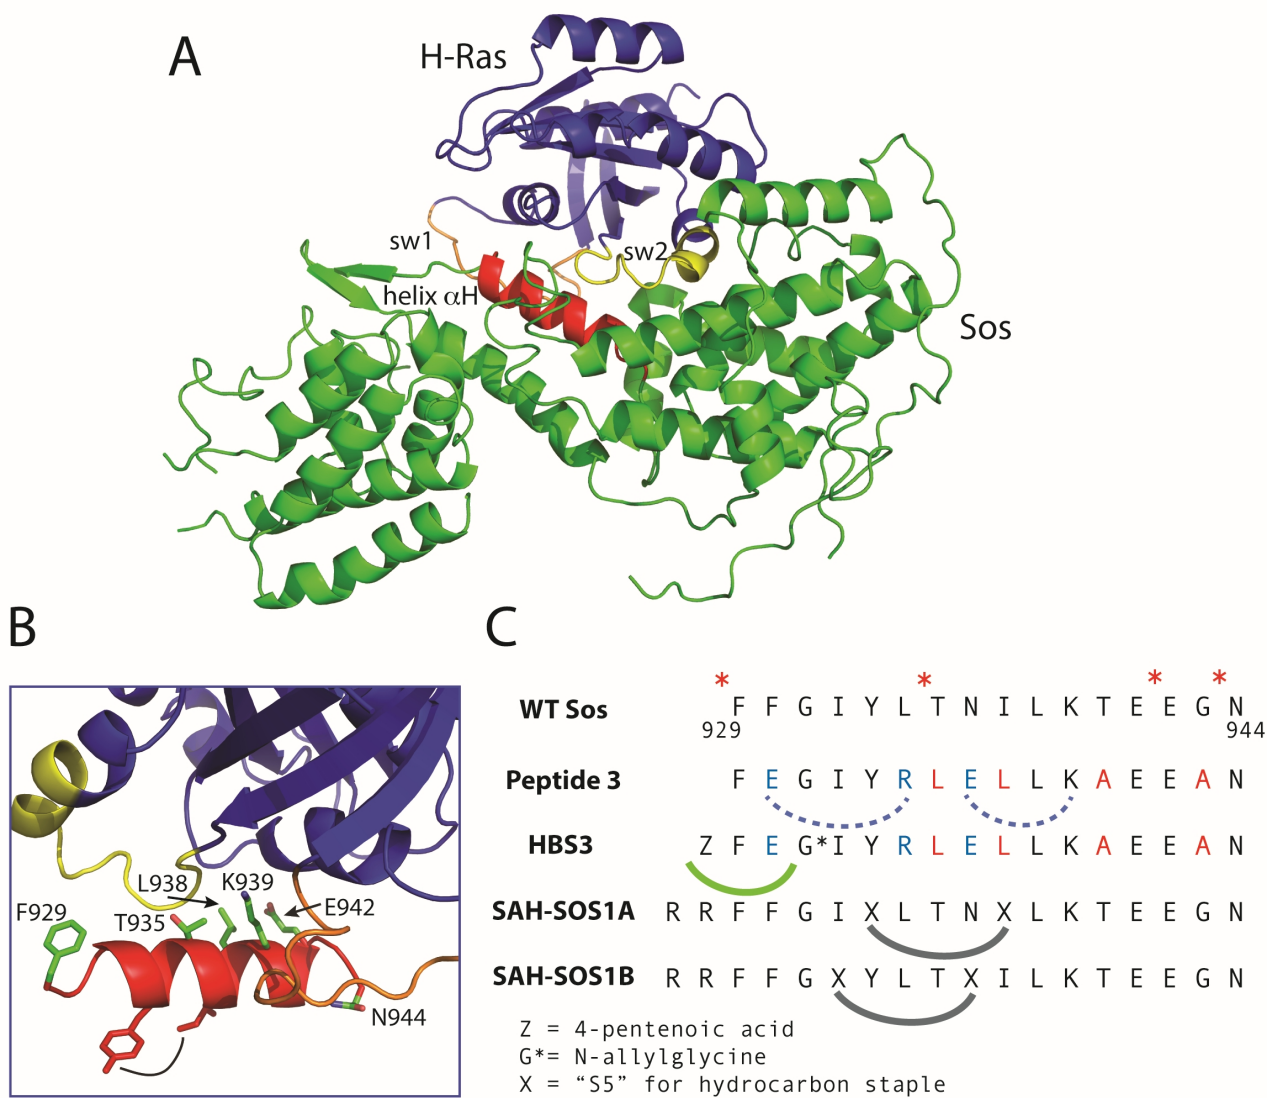 A
H-Ras
sw1
sw2
helix αH
Sos
B
L938
K939
F929
T935
E942
N944
C
* * * *
WT Sos F F G I Y L T N I L K T E E G N
929 944
Peptide 3 F E G I Y R L E L L K A E E A N
HBS3 Z F E G* I Y R L E L L K A E E A N
SAH-SOS1A R R F F G I X L T N X L K T E E G N
SAH-SOS1B R R F F G X Y L T X I L K T E E G N
Z = 4-pentenoic acid
G*= N-allylglycine
X = “S5” for hydrocarbon staple